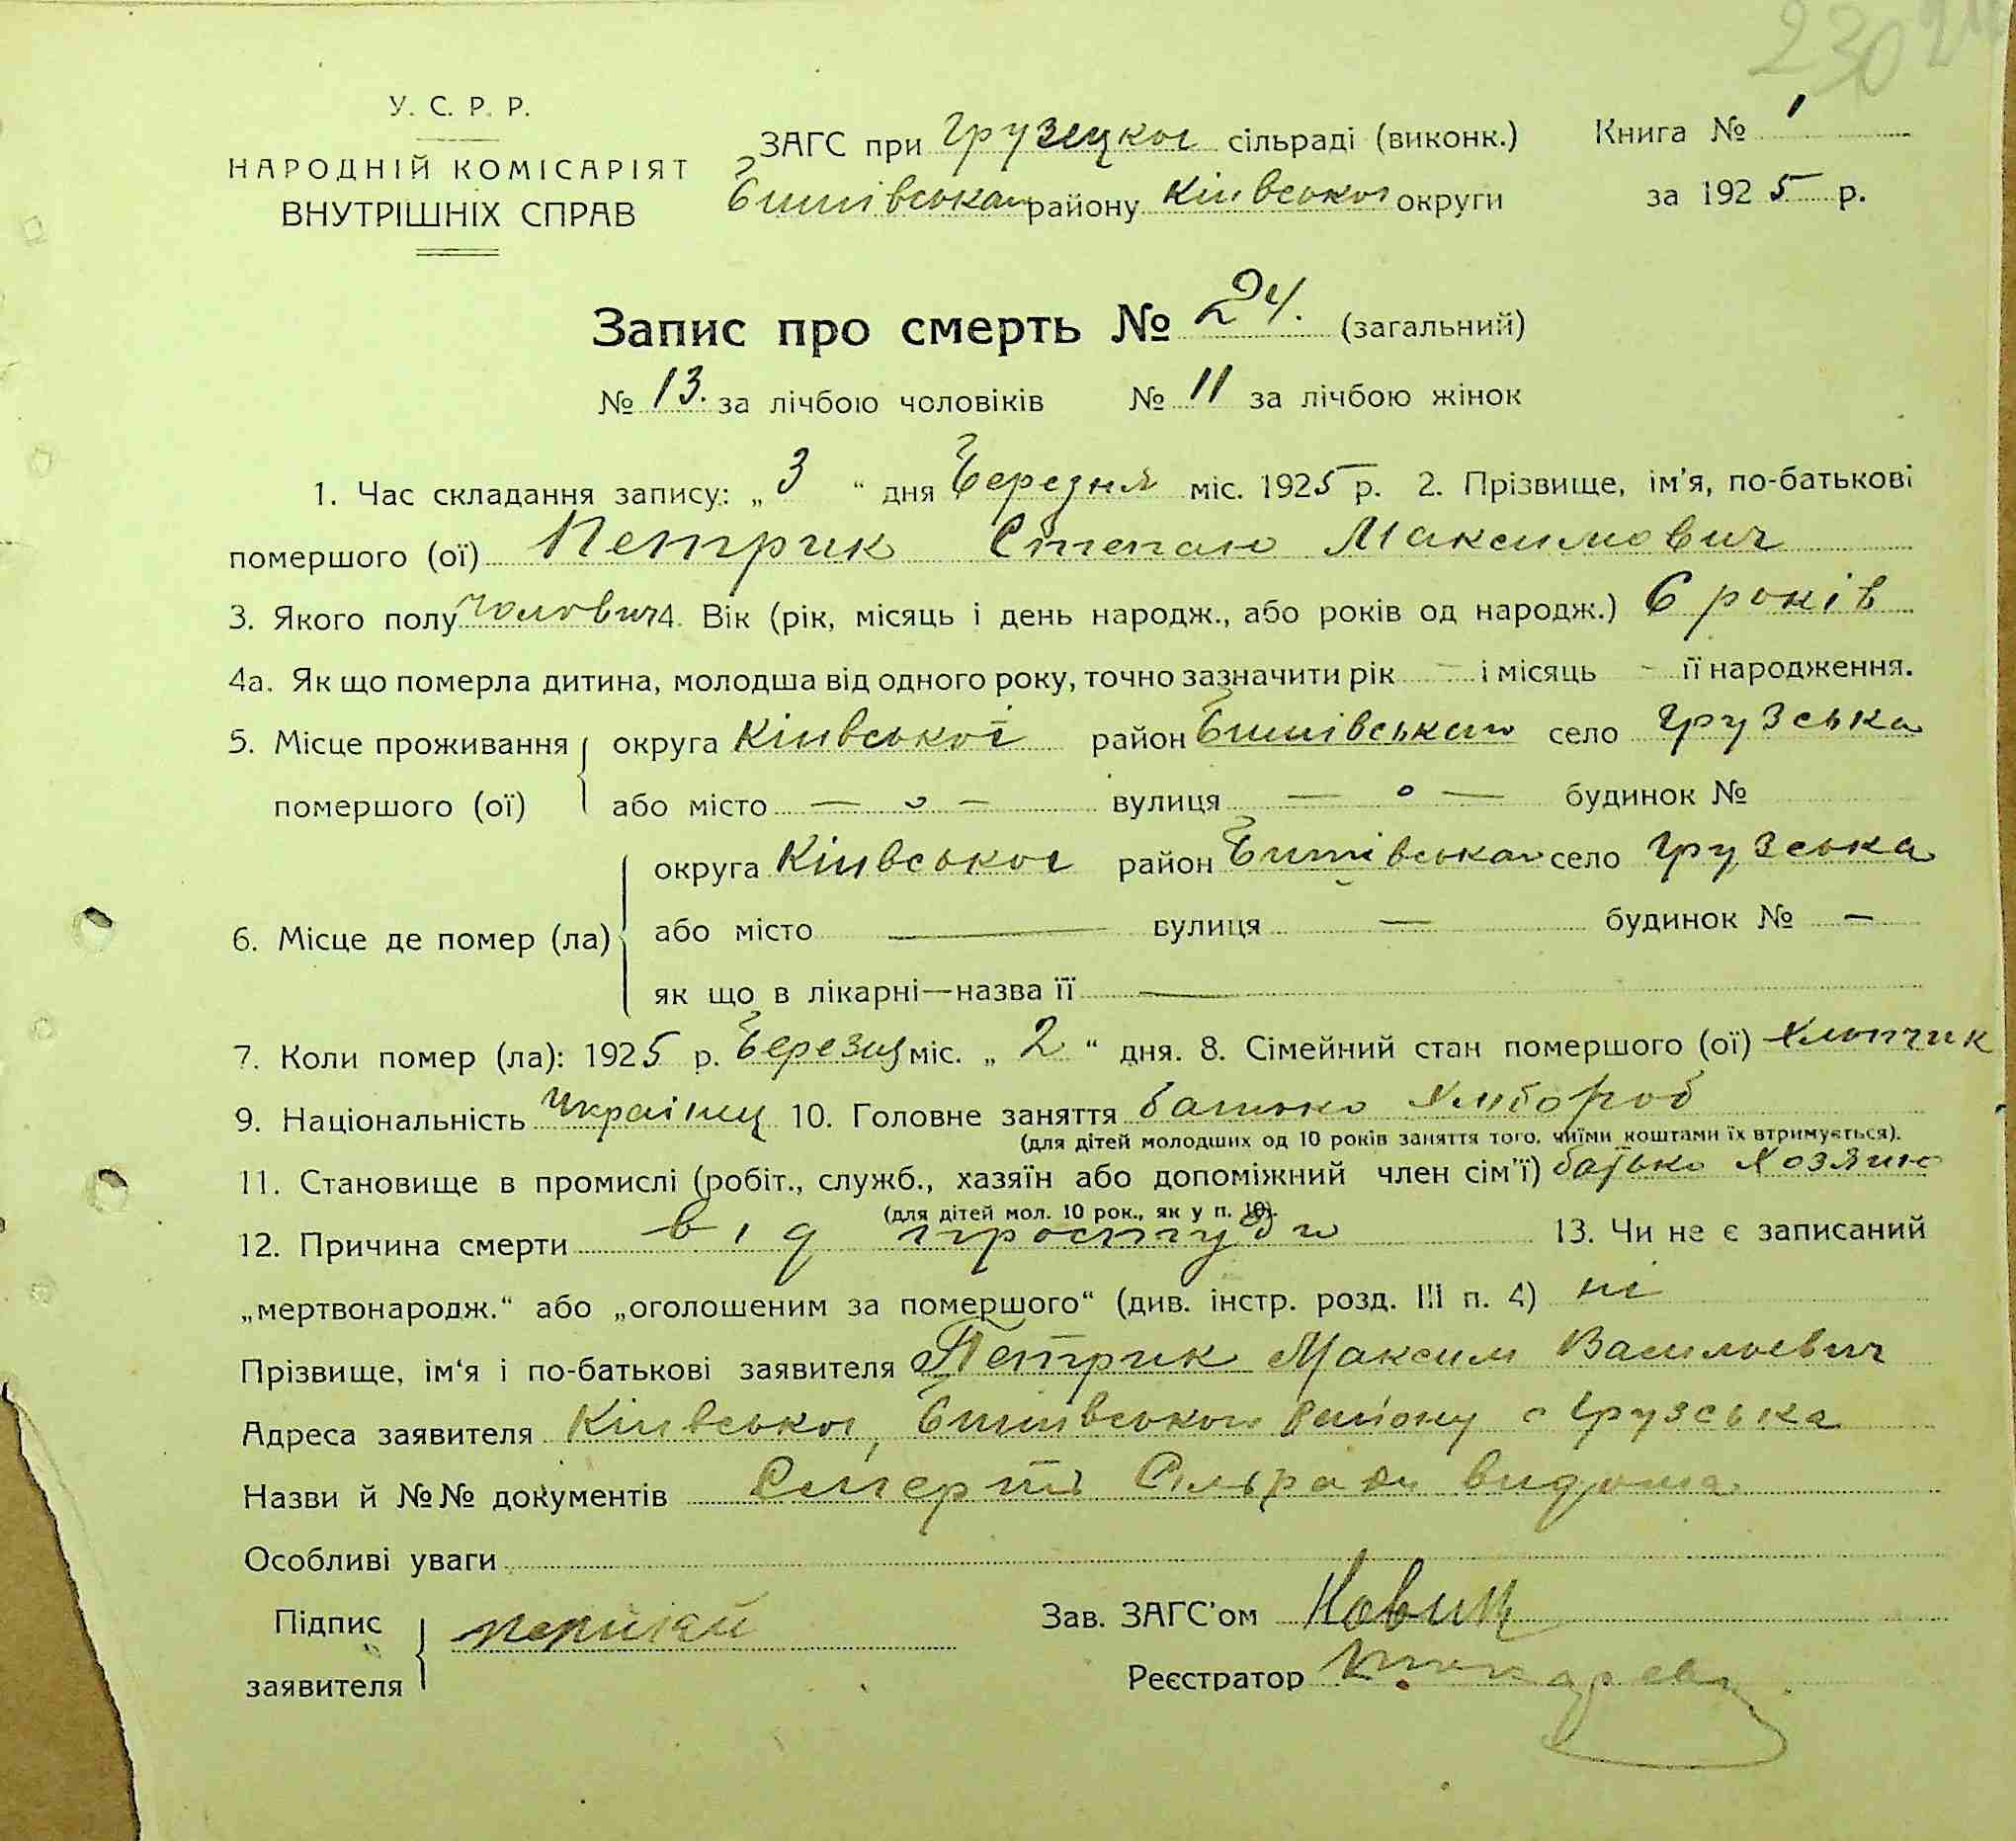 230
У. С. Р. Р.
НАРОДНІЙ КОМІСАРІЯТ
ВНУТРІШНІХ СПРАВ
ЗАГС при Грузецкої сільраді (виконк.) Книга № 1
Бишівськаго району Київської округи за 1925 р.
Запис про смерть № 24. (загальний)
№ 13. за лічбою чоловіків № 11 за лічбою жінок
1. Час складання запису: „3“ дня Березня міс. 1925 р. 2. Прізвище, ім'я, по-батькові
помершого (ої) Петрик Степан Максимович
3. Якого полу чолович 4. Вік (рік, місяць і день народж., або років од народж.) 6 років
4а. Як що померла дитина, молодша від одного року, точно зазначити рік — і місяць - її народження.
5. Місце проживання округа Київської район Бишівського село Грузська
помершого (ої) або місто — — вулиця — — будинок №
округа Київської район Бишівського село Грузська
6. Місце де помер (ла) або місто — вулиця — будинок № —
як що в лікарні—назва її —
7. Коли помер (ла): 1925 р. Березня міс. „2“ дня. 8. Сімейний стан помершого (ої) хлопчик
9. Національність Українец 10. Головне заняття батько хлібороб
(для дітей молодших од 10 років заняття того, чиїми коштами їх втримується).
11. Становище в промислі (робіт., служб., хазяїн або допоміжний член сім'ї) батько хозяин
(для дітей мол. 10 рок., як у п. 10).
12. Причина смерти від простуди 13. Чи не є записаний
„мертвонародж.“ або „оголошеним за помершого“ (див. інстр. розд. III п. 4) ні
Прізвище, ім'я і по-батькові заявителя Петрик Максим Васильевич
Адреса заявителя Київської, Бишівського Району с Грузська
Назви й №№ документів Смерть Сільради видома
Особливі уваги
Підпис Зав. ЗАГС'ом
заявителя Реєстратор